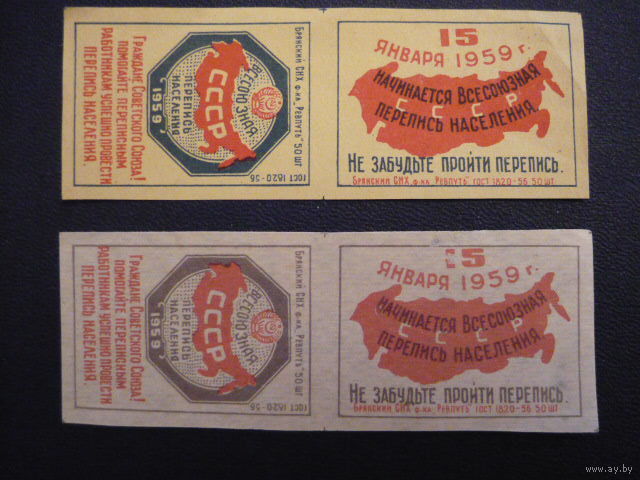 Граждане Советского Союза!
помогайте переписным
работникам успешно провести
перепись населения.
ВСЕСОЮЗНАЯ
СССР
ПЕРЕПИСЬ
НАСЕЛЕНИЯ
1959
Брянский СНХ ф-ка „Ревпуть" 50 шт
ГОСТ 1820-56
15
ЯНВАРЯ 1959 г.
НАЧИНАЕТСЯ ВСЕСОЮЗНАЯ
СССР
ПЕРЕПИСЬ НАСЕЛЕНИЯ.
НЕ ЗАБУДЬТЕ ПРОЙТИ ПЕРЕПИСЬ.
Брянский СНХ ф-ка „Ревпуть" ГОСТ 1820-56 50 шт
Граждане Советского Союза!
помогайте переписным
работникам успешно провести
перепись населения.
ВСЕСОЮЗНАЯ
СССР
ПЕРЕПИСЬ
НАСЕЛЕНИЯ
1959
Брянский СНХ ф-ка „Ревпуть" 50 шт
ГОСТ 1820-56
15
ЯНВАРЯ 1959 г.
НАЧИНАЕТСЯ ВСЕСОЮЗНАЯ
СССР
ПЕРЕПИСЬ НАСЕЛЕНИЯ.
НЕ ЗАБУДЬТЕ ПРОЙТИ ПЕРЕПИСЬ.
Брянский СНХ ф-ка „Ревпуть" ГОСТ 1820-56 50 шт
www.ay.by